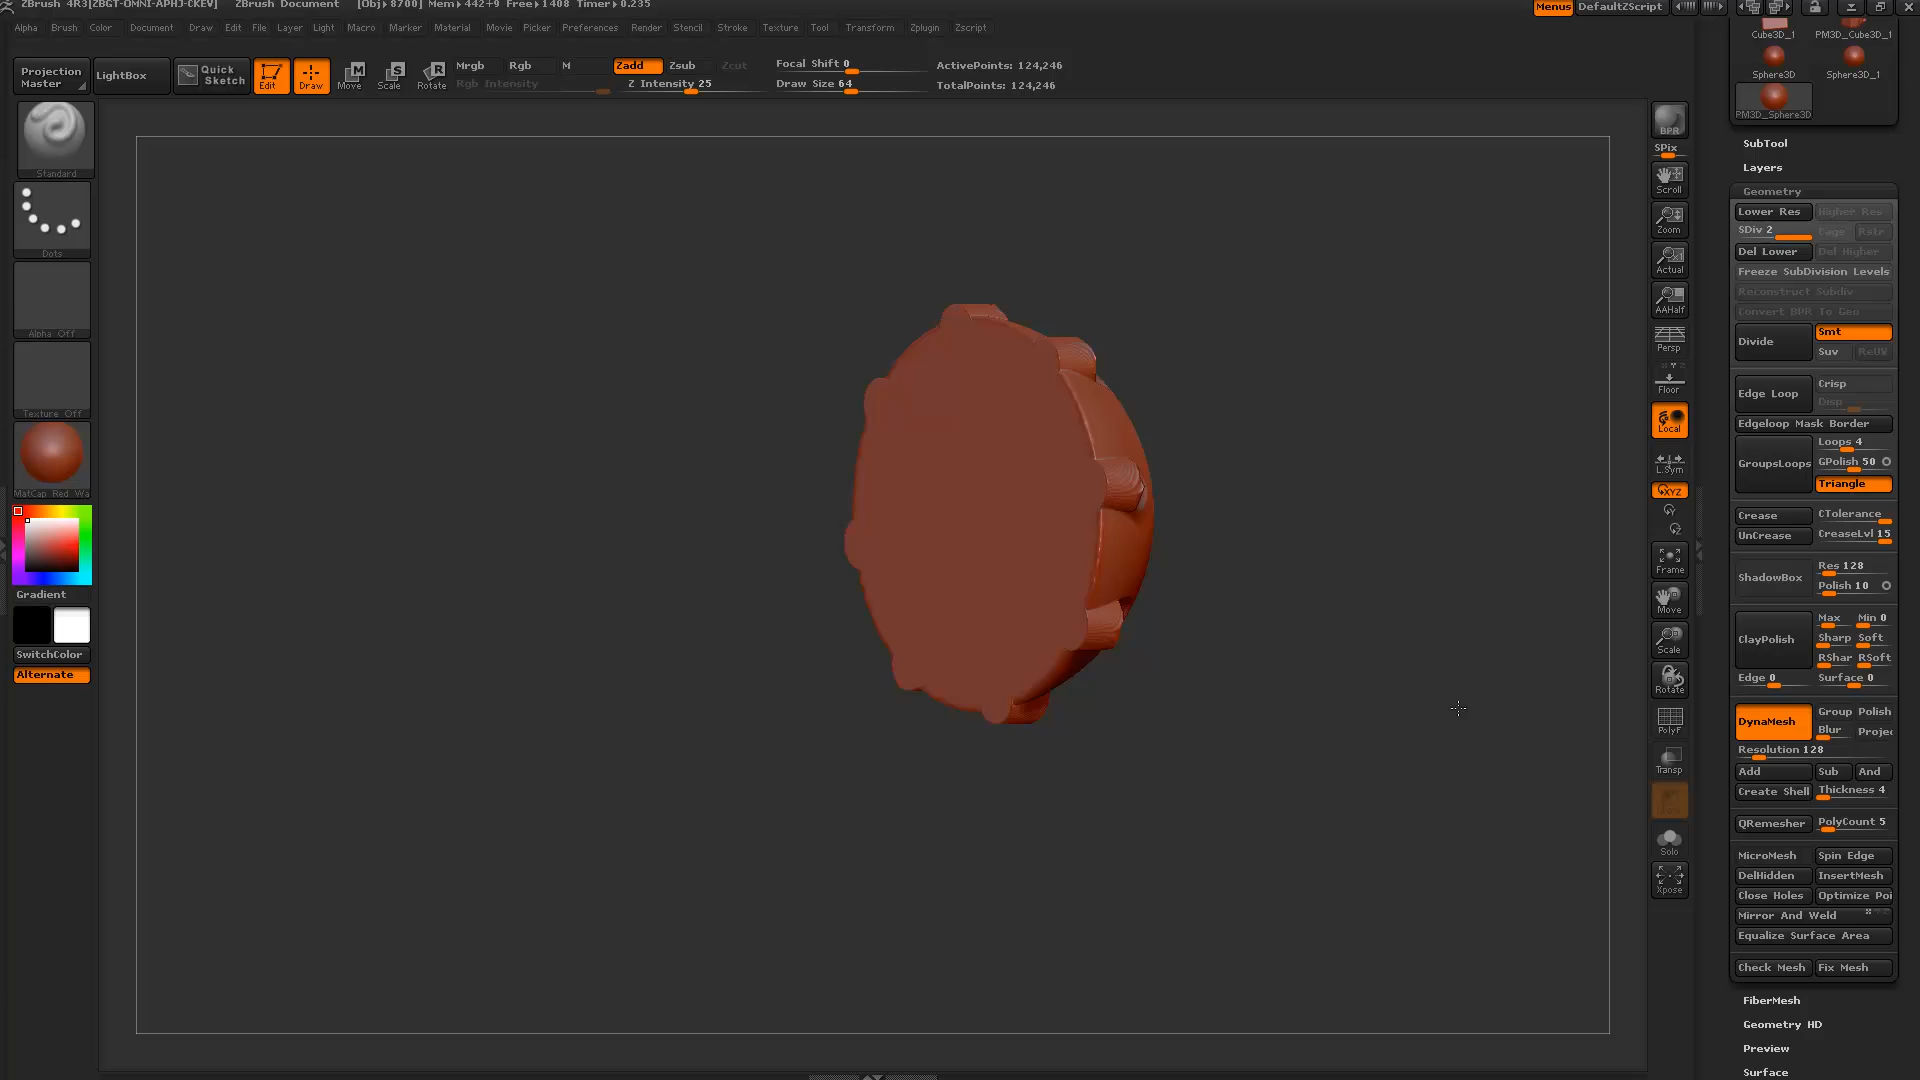 ZBrush 4R3[ZBGT-OMNI-APHJ-CKEV] ZBrush Document [Obj▸8700] Mem▸442+9 Free▸1408 Timer▸0.235 Menus DefaultZScript
Alpha Brush Color Document Draw Edit File Layer Light Macro Marker Material Movie Picker Preferences Render Stencil Stroke Texture Tool Transform Zplugin Zscript
Projection Master LightBox Quick Sketch Edit Draw Move Scale Rotate
Mrgb Rgb M Zadd Zsub Zcut Focal Shift 0 ActivePoints: 124,246
Rgb Intensity Z Intensity 25 Draw Size 64 TotalPoints: 124,246
Standard
Dots
Alpha Off
Texture Off
MatCap Red Wa
Gradient
SwitchColor
Alternate
BPR
SPix
Scroll
Zoom
Actual
AAHalf
Persp
Floor
Local
L.Sym
XYZ
Frame
Move
Scale
Rotate
PolyF
Transp
Solo
Xpose
Cube3D_1 PM3D_Cube3D_1
Sphere3D Sphere3D_1
PM3D_Sphere3D
SubTool
Layers
Geometry
Lower Res Higher Res
SDiv 2 Cage Rstr
Del Lower Del Higher
Freeze SubDivision Levels
Reconstruct Subdiv
Convert BPR To Geo
Divide Smt
Suv ReUV
Edge Loop Crisp
Disp
Edgeloop Mask Border
GroupsLoops Loops 4
GPolish 50
Triangle
Crease CTolerance
UnCrease CreaseLvl 15
ShadowBox Res 128
Polish 10
ClayPolish Max Min 0
Sharp Soft
RShar RSoft
Edge 0 Surface 0
DynaMesh Group Polish
Blur Projec
Resolution 128
Add Sub And
Create Shell Thickness 4
QRemesher PolyCount 5
MicroMesh Spin Edge
DelHidden InsertMesh
Close Holes Optimize Poi
Mirror And Weld
Equalize Surface Area
Check Mesh Fix Mesh
FiberMesh
Geometry HD
Preview
Surface